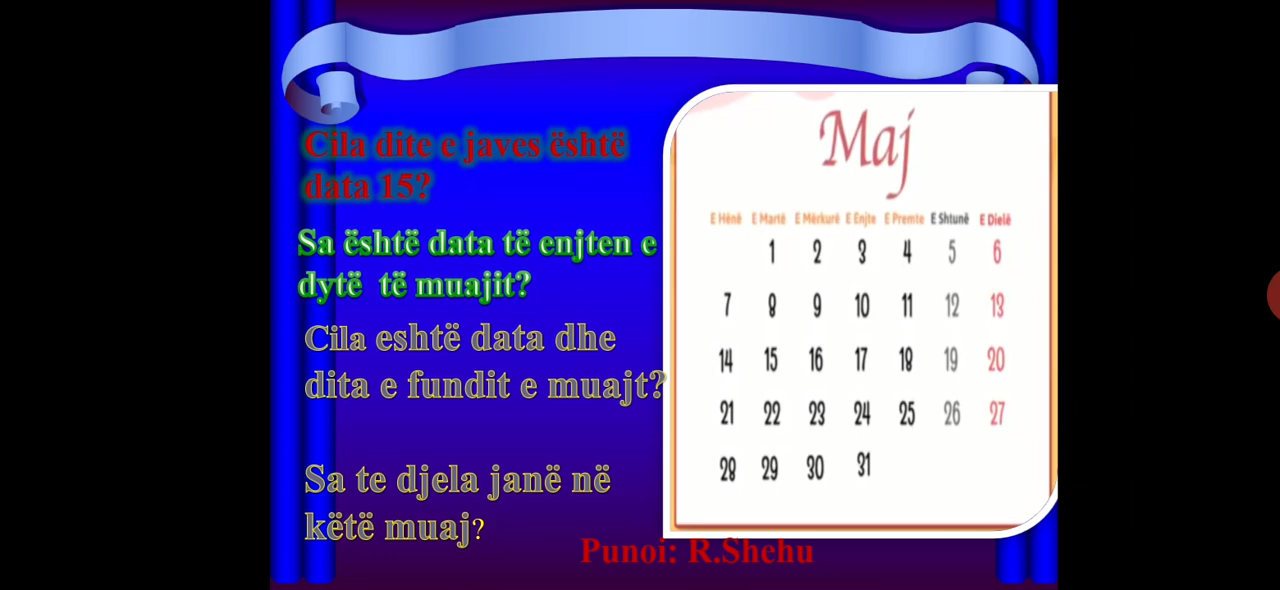 Cila dite e javes është
data 15?
Sa është data të enjten e
dytë të muajit?
Cila eshtë data dhe
dita e fundit e muajt?
Sa te djela janë në
këtë muaj?
Maj
E Hënë E Martë E Mërkurë E Enjte E Premte E Shtunë E Dielë
1 2 3 4 5 6
7 8 9 10 11 12 13
14 15 16 17 18 19 20
21 22 23 24 25 26 27
28 29 30 31
Punoi: R.Shehu